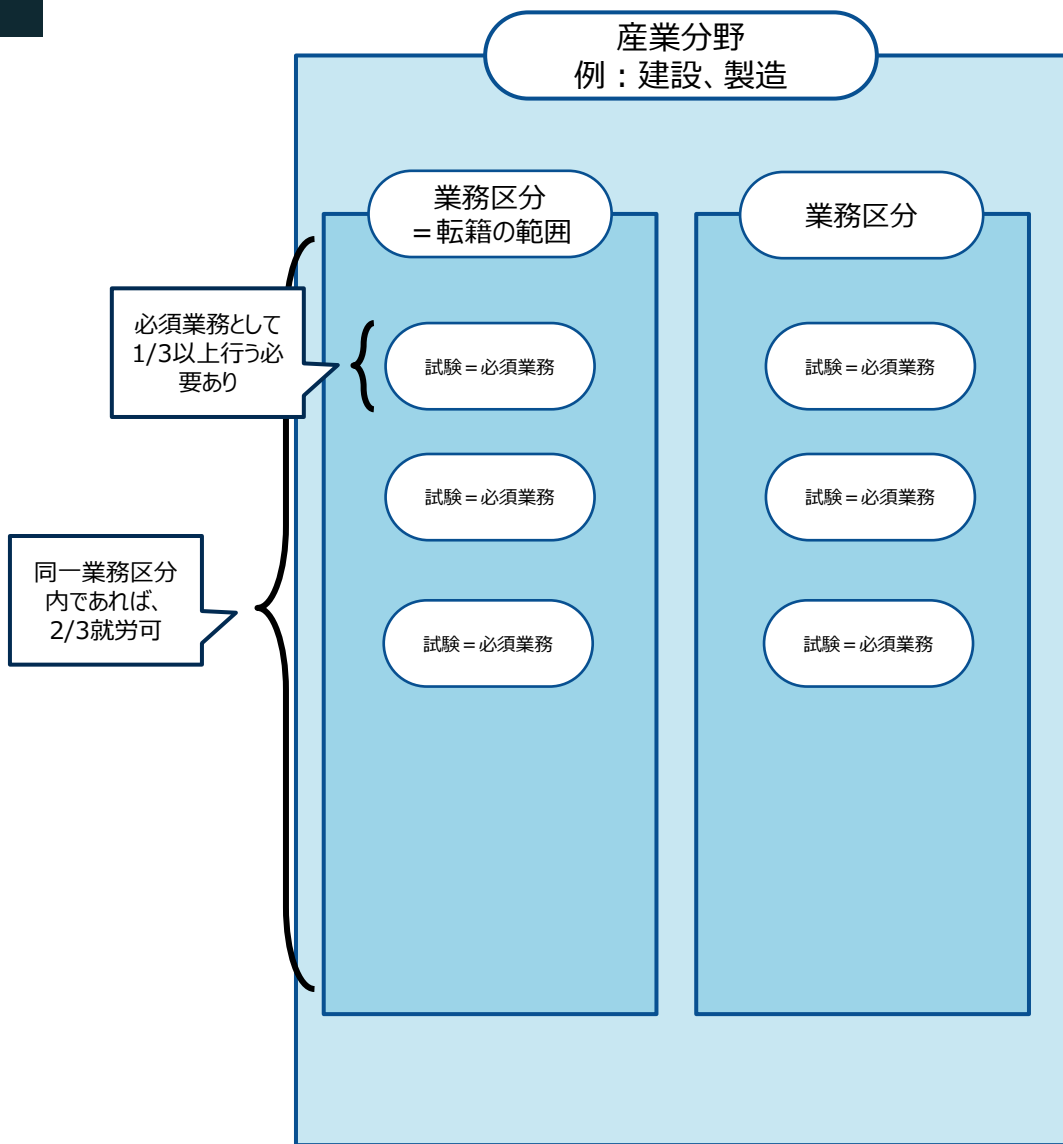 産業分野
例：建設、製造
業務区分
＝転籍の範囲
業務区分
必須業務として
1/3以上行う必
要あり
試験＝必須業務
試験＝必須業務
試験＝必須業務
試験＝必須業務
同一業務区分
内であれば、
2/3就労可
試験＝必須業務
試験＝必須業務